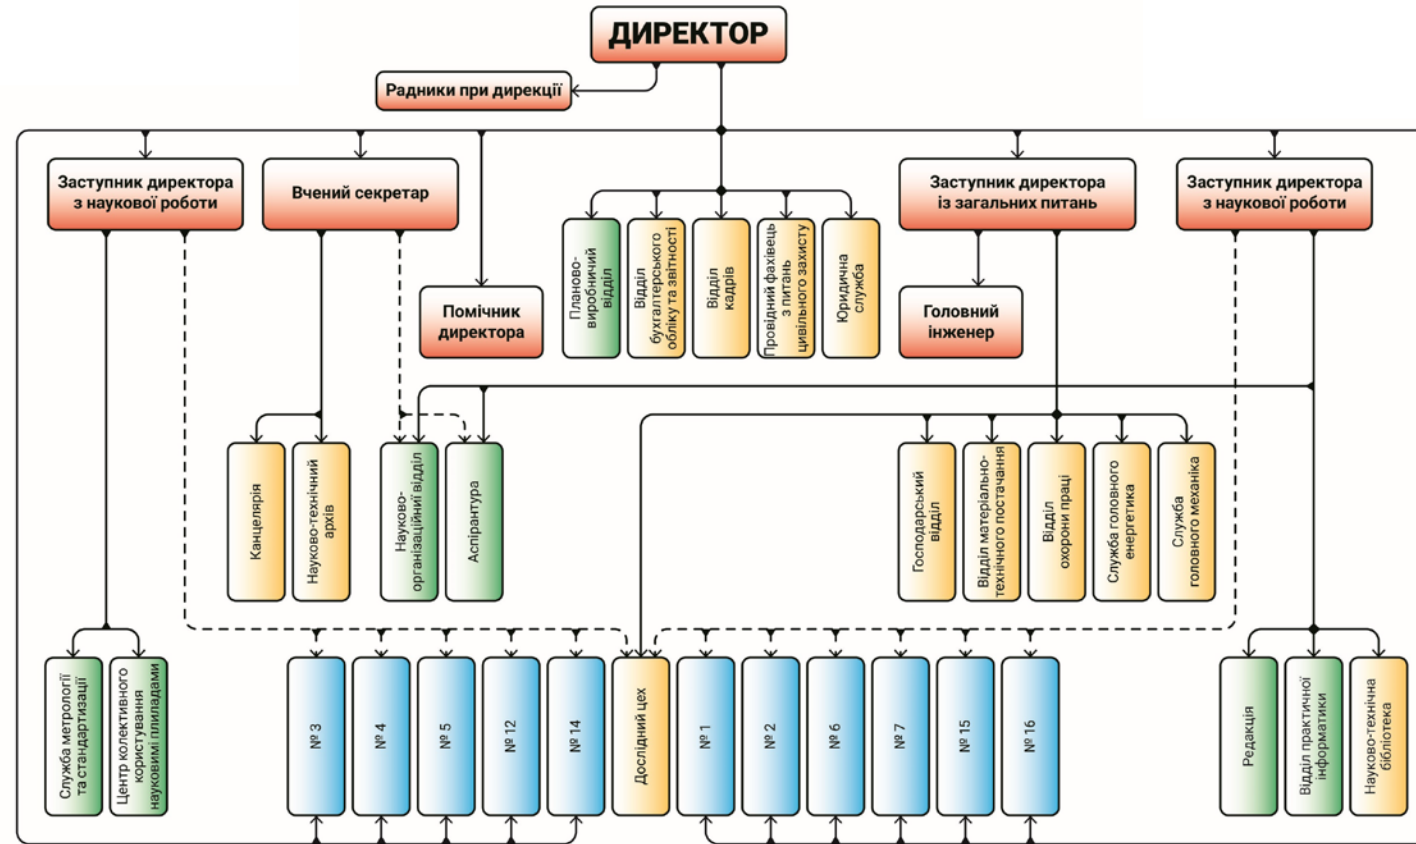 ДИРЕКТОР
Радники при дирекції
Заступник директора
з наукової роботи
Вчений секретар
Заступник директора
із загальних питань
Заступник директора
з наукової роботи
Помічник
директора
Планово-
виробничий
відділ
Відділ
бухгалтерського
обліку та звітності
Відділ
кадрів
Провідний фахівець
з питань
цивільного захисту
Юридична
служба
Головний
інженер
Канцелярія
Науково-технічний
архів
Науково-
організаційниї відділ
Аспірантура
Господарський
відділ
Відділ матеріально-
технічного постачання
Відділ
охорони праці
Служба головного
енергетика
Служба
головного механіка
Служба метрології
та стандартизації
Центр колективного
користування
науковимі плиладами
№ 3
№ 4
№ 5
№ 12
№ 14
Дослідний цех
№ 1
№ 2
№ 6
№ 7
№ 15
№ 16
Редакція
Відділ практичної
інформатики
Науково-технічна
бібліотека